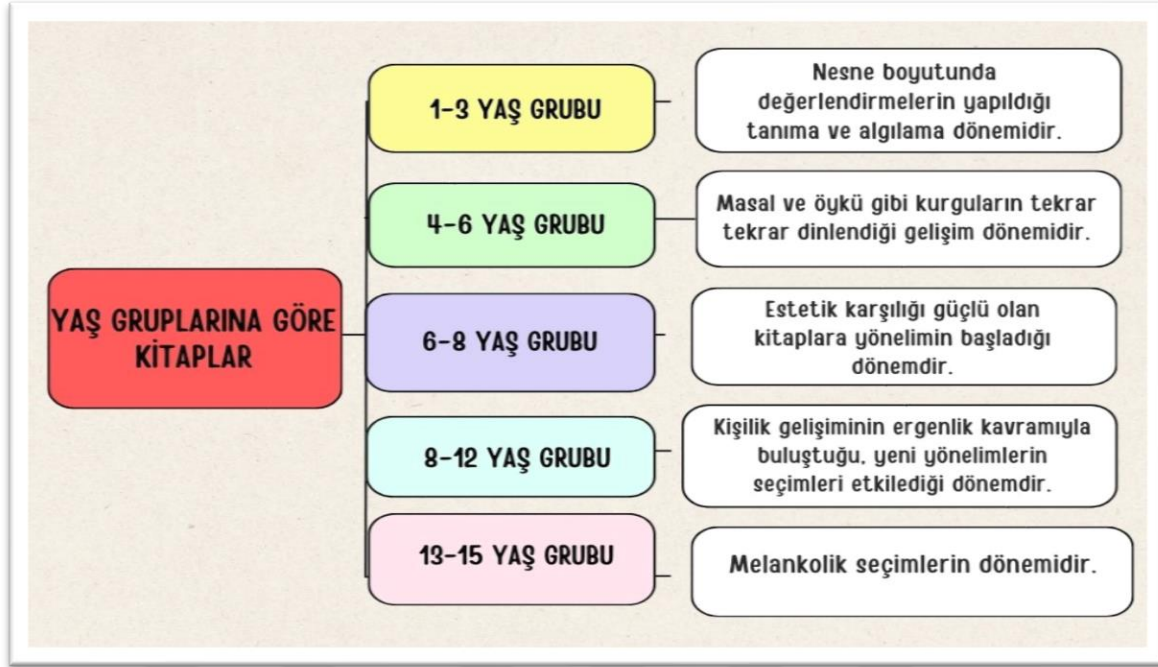 YAŞ GRUPLARINA GÖRE
KİTAPLAR
1-3 YAŞ GRUBU
Nesne boyutunda
değerlendirmelerin yapıldığı
tanıma ve algılama dönemidir.
4-6 YAŞ GRUBU
Masal ve öykü gibi kurguların tekrar
tekrar dinlendiği gelişim dönemidir.
6-8 YAŞ GRUBU
Estetik karşılığı güçlü olan
kitaplara yönelimin başladığı
dönemdir.
8-12 YAŞ GRUBU
Kişilik gelişiminin ergenlik kavramıyla
buluştuğu, yeni yönelimlerin
seçimleri etkilediği dönemdir.
13-15 YAŞ GRUBU
Melankolik seçimlerin dönemidir.